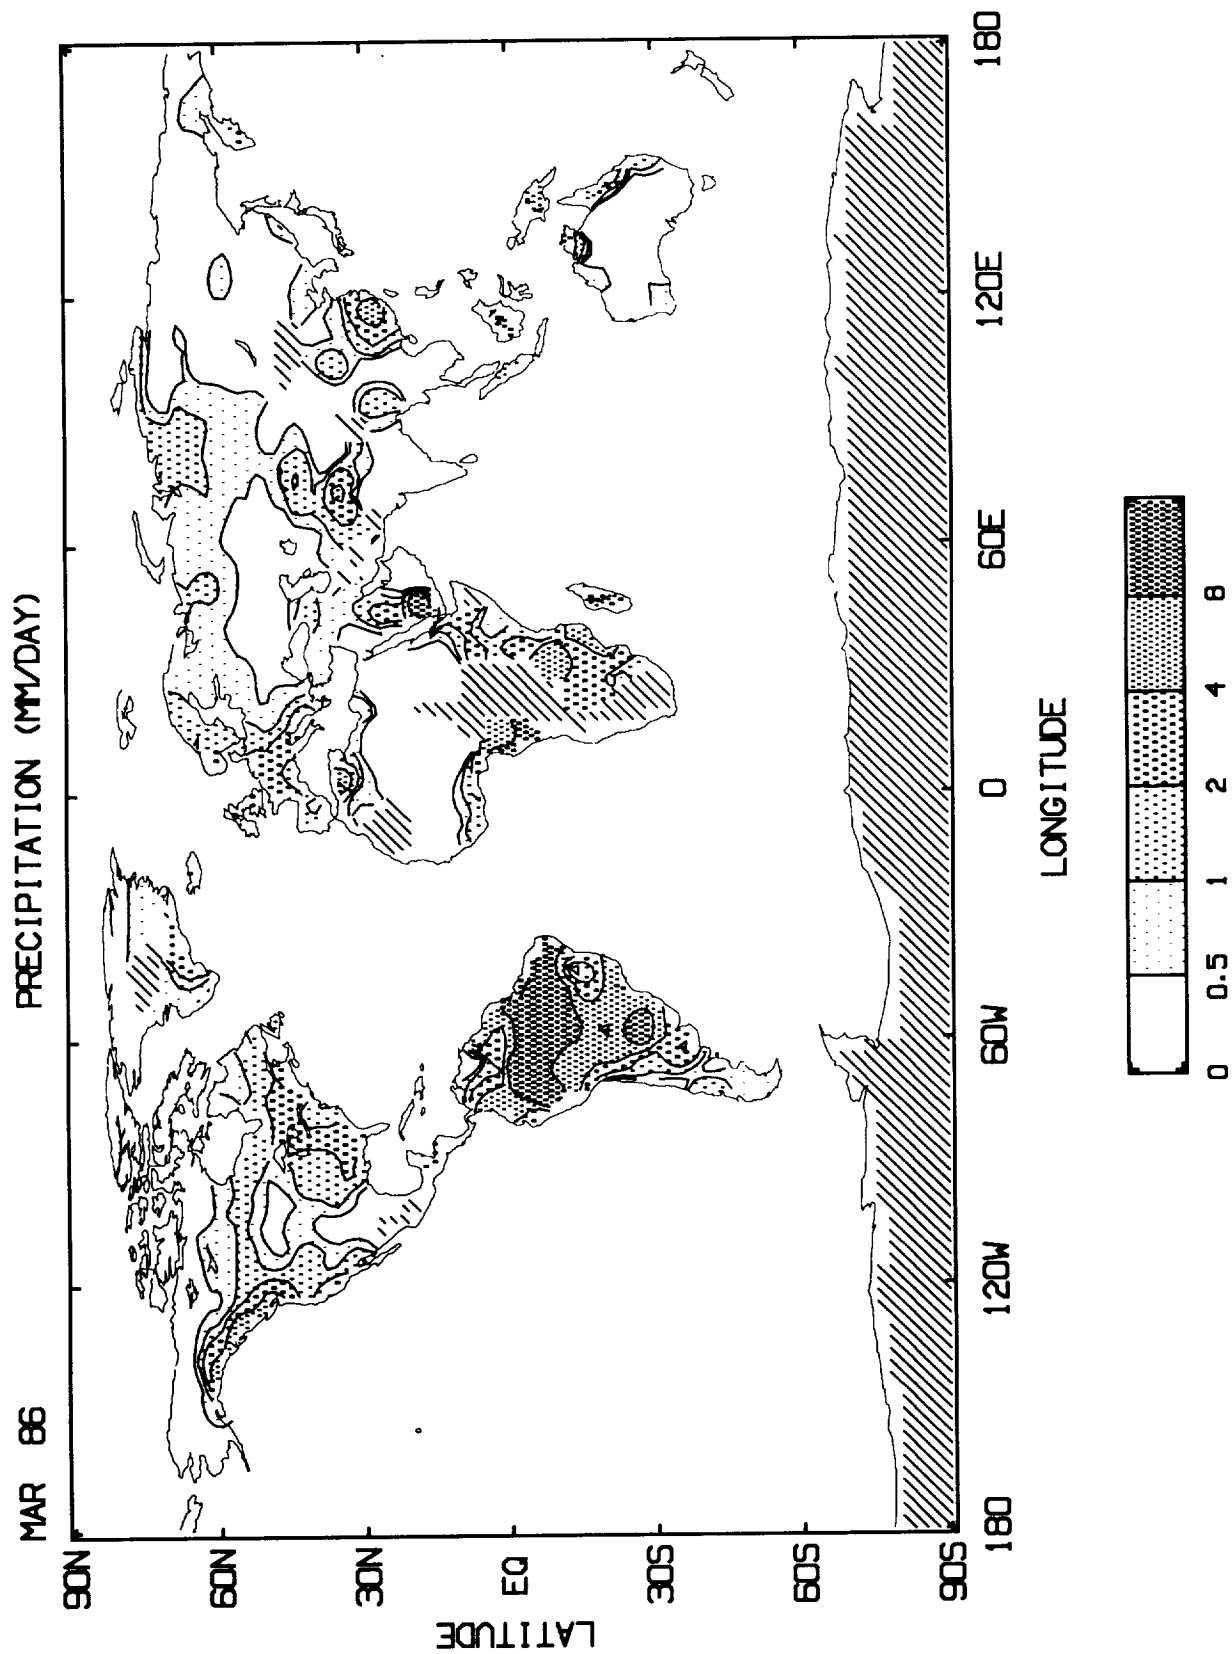 MAR 86
PRECIPITATION (MM/DAY)
90N
60N
30N
EQ
30S
60S
90S
LATITUDE
180 120W 60W 0 60E 120E 180
LONGITUDE
0 0.5 1 2 4 8